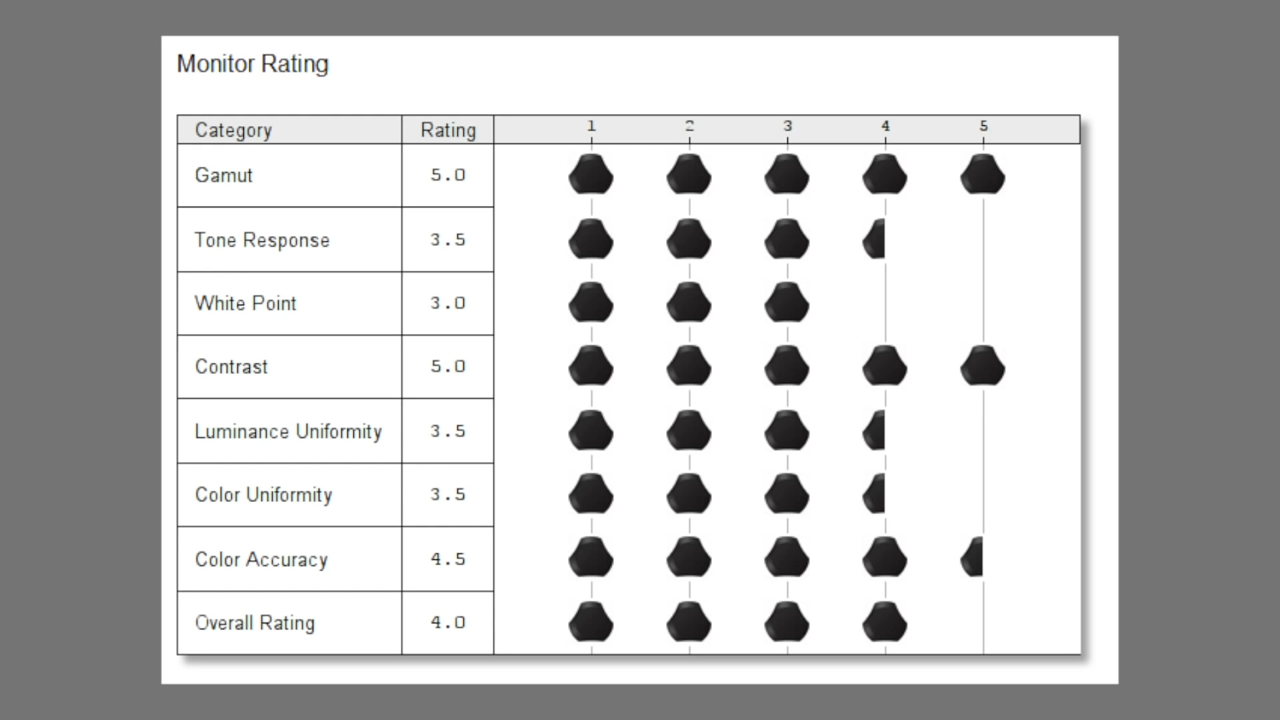 Monitor Rating
Category Rating 1 2 3 4 5
Gamut 5.0
Tone Response 3.5
White Point 3.0
Contrast 5.0
Luminance Uniformity 3.5
Color Uniformity 3.5
Color Accuracy 4.5
Overall Rating 4.0